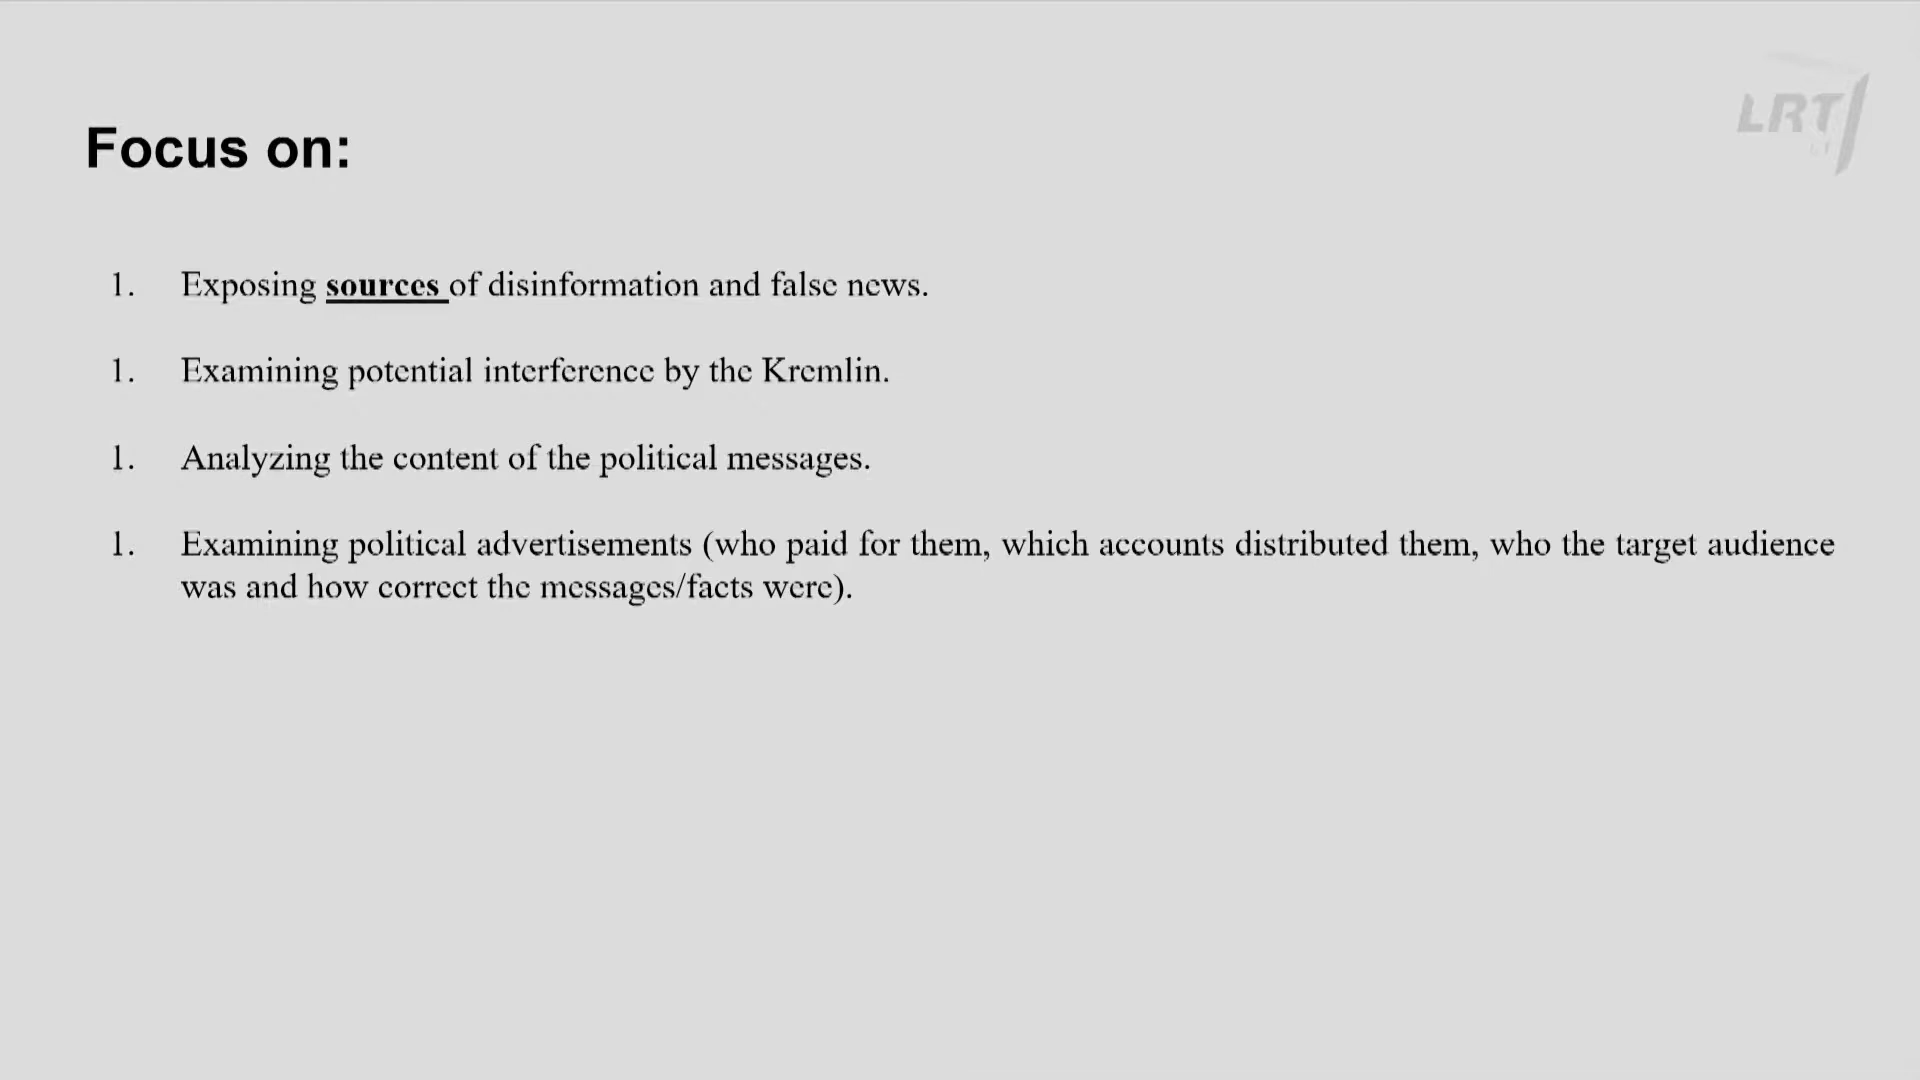 LRT
LT
Focus on:
1. Exposing sources of disinformation and false news.
1. Examining potential interference by the Kremlin.
1. Analyzing the content of the political messages.
1. Examining political advertisements (who paid for them, which accounts distributed them, who the target audience
was and how correct the messages/facts were).